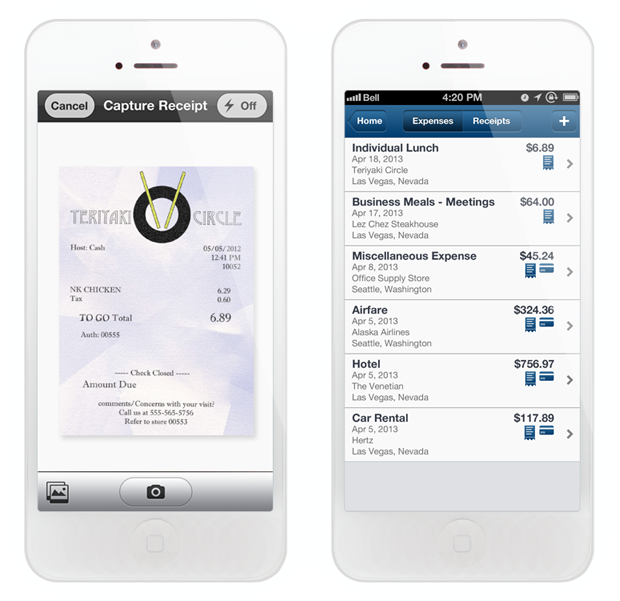 Cancel
Capture Receipt
Off
TERIYAKI CIRCLE
Host: Cash 05/05/2012
12:41 PM
10052
NK CHICKEN 6.29
Tax 0.60
TO GO Total 6.89
Auth: 00555
----- Check Closed -----
Amount Due
comments/Concerns with your visit?
Call us at 555-565-5756
Refer to store 00553
Bell 4:20 PM
Home Expenses Receipts +
Individual Lunch $6.89
Apr 18, 2013
Teriyaki Circle
Las Vegas, Nevada
Business Meals - Meetings $64.00
Apr 17, 2013
Lez Chez Steakhouse
Las Vegas, Nevada
Miscellaneous Expense $45.24
Apr 8, 2013
Office Supply Store
Seattle, Washington
Airfare $324.36
Apr 5, 2013
Alaska Airlines
Seattle, Washington
Hotel $756.97
Apr 5, 2013
The Venetian
Las Vegas, Nevada
Car Rental $117.89
Apr 5, 2013
Hertz
Las Vegas, Nevada